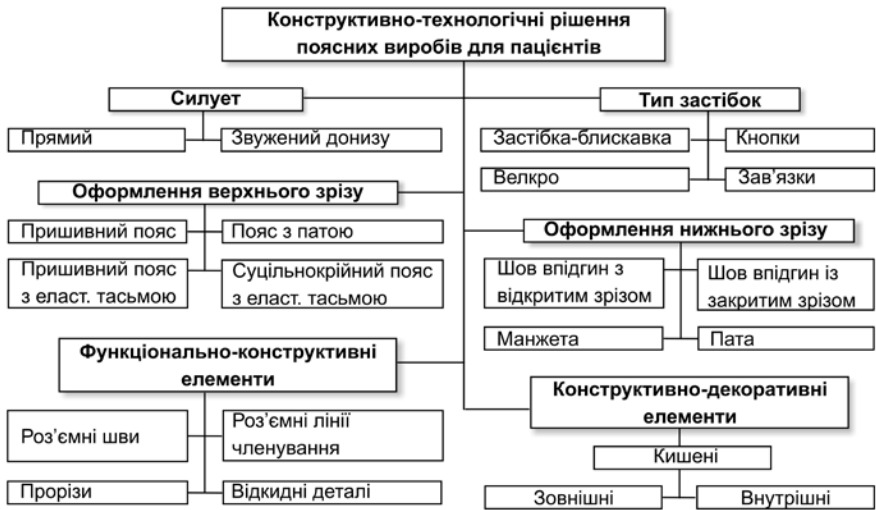 Конструктивно-технологічні рішення
поясних виробів для пацієнтів
Силует
Прямий
Звужений донизу
Тип застібок
Застібка-блискавка
Кнопки
Велкро
Зав’язки
Оформлення верхнього зрізу
Пришивний пояс
Пояс з патою
Пришивний пояс
з еласт. тасьмою
Суцільнокрійний пояс
з еласт. тасьмою
Оформлення нижнього зрізу
Шов впідгин з
відкритим зрізом
Шов впідгин із
закритим зрізом
Манжета
Пата
Функціонально-конструктивні
елементи
Роз’ємні шви
Роз’ємні лінії
членування
Прорізи
Відкидні деталі
Конструктивно-декоративні
елементи
Кишені
Зовнішні
Внутрішні